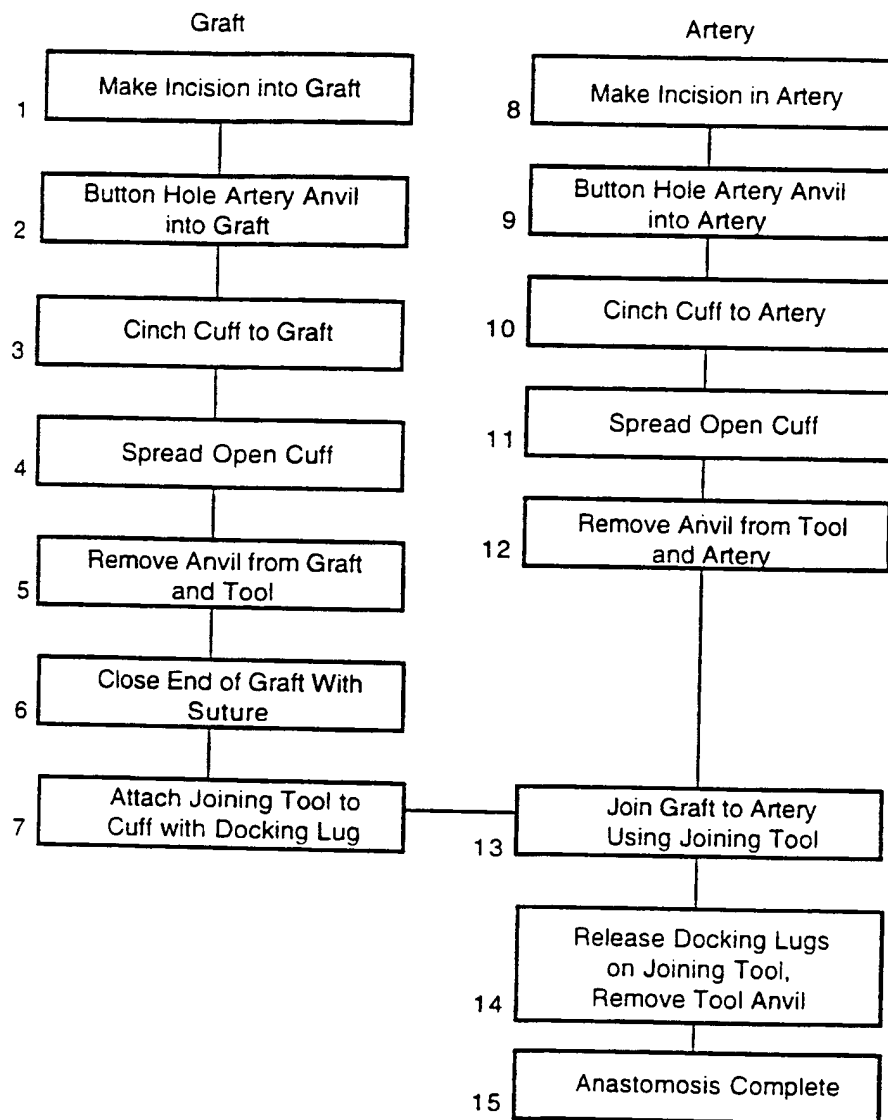 Graft
1
Make Incision into Graft
2
Button Hole Artery Anvil
into Graft
3
Cinch Cuff to Graft
4
Spread Open Cuff
5
Remove Anvil from Graft
and Tool
6
Close End of Graft With
Suture
7
Attach Joining Tool to
Cuff with Docking Lug
Artery
8
Make Incision in Artery
9
Button Hole Artery Anvil
into Artery
10
Cinch Cuff to Artery
11
Spread Open Cuff
12
Remove Anvil from Tool
and Artery
13
Join Graft to Artery
Using Joining Tool
14
Release Docking Lugs
on Joining Tool,
Remove Tool Anvil
15
Anastomosis Complete